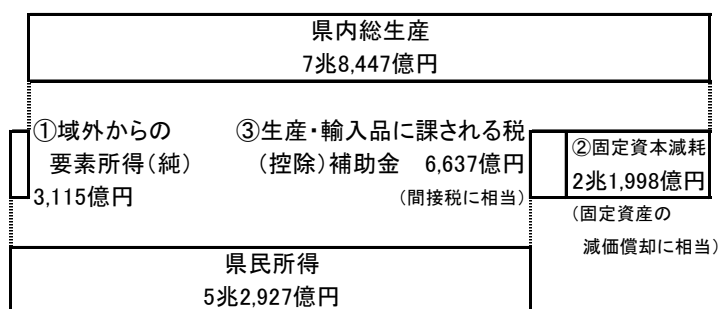 県内総生産
7兆8,447億円
①域外からの
要素所得(純)
3,115億円
③生産・輸入品に課される税
(控除)補助金 6,637億円
(間接税に相当)
②固定資本減耗
2兆1,998億円
(固定資産の
減価償却に相当)
県民所得
5兆2,927億円